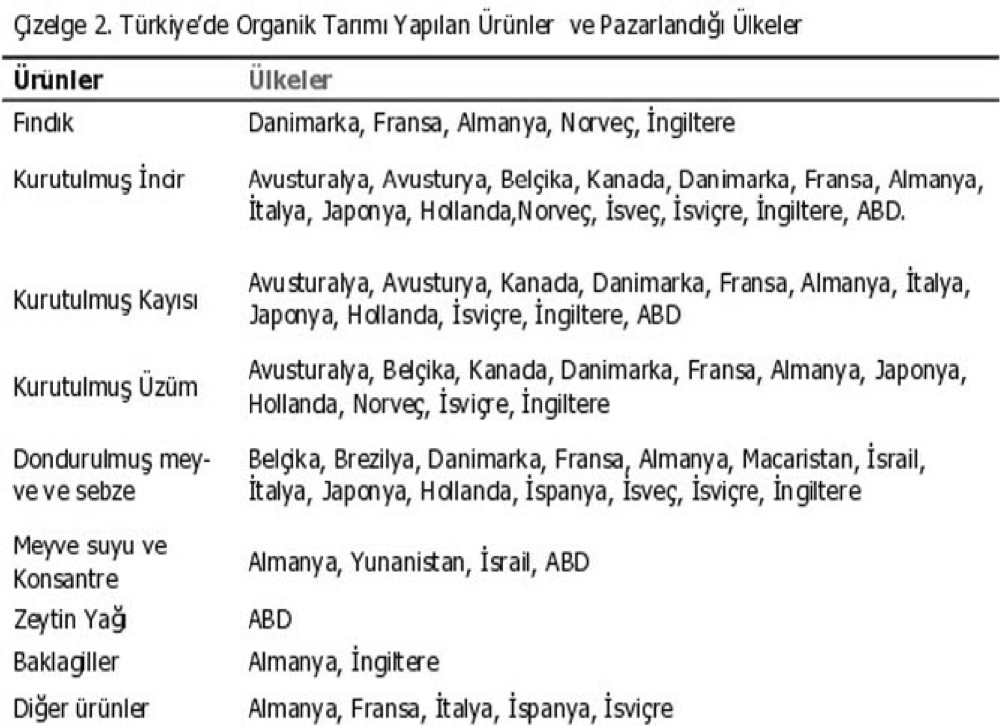 Çizelge 2. Türkiye'de Organik Tarımı Yapılan Ürünler ve Pazarlandığı Ülkeler
Ürünler Ülkeler
Fındık Danimarka, Fransa, Almanya, Norveç, İngiltere
Kurutulmuş İncir Avusturalya, Avusturya, Belçika, Kanada, Danimarka, Fransa, Almanya,
İtalya, Japonya, Hollanda,Norveç, İsveç, İsviçre, İngiltere, ABD.
Kurutulmuş Kayısı Avusturalya, Avusturya, Kanada, Danimarka, Fransa, Almanya, İtalya,
Japonya, Hollanda, İsviçre, İngiltere, ABD
Kurutulmuş Üzüm Avusturalya, Belçika, Kanada, Danimarka, Fransa, Almanya, Japonya,
Hollanda, Norveç, İsviçre, İngiltere
Dondurulmuş mey- Belçika, Brezilya, Danimarka, Fransa, Almanya, Macaristan, İsrail,
ve ve sebze İtalya, Japonya, Hollanda, İspanya, İsveç, İsviçre, İngiltere
Meyve suyu ve
Konsantre Almanya, Yunanistan, İsrail, ABD
Zeytin Yağı ABD
Baklagiller Almanya, İngiltere
Diğer ürünler Almanya, Fransa, İtalya, İspanya, İsviçre